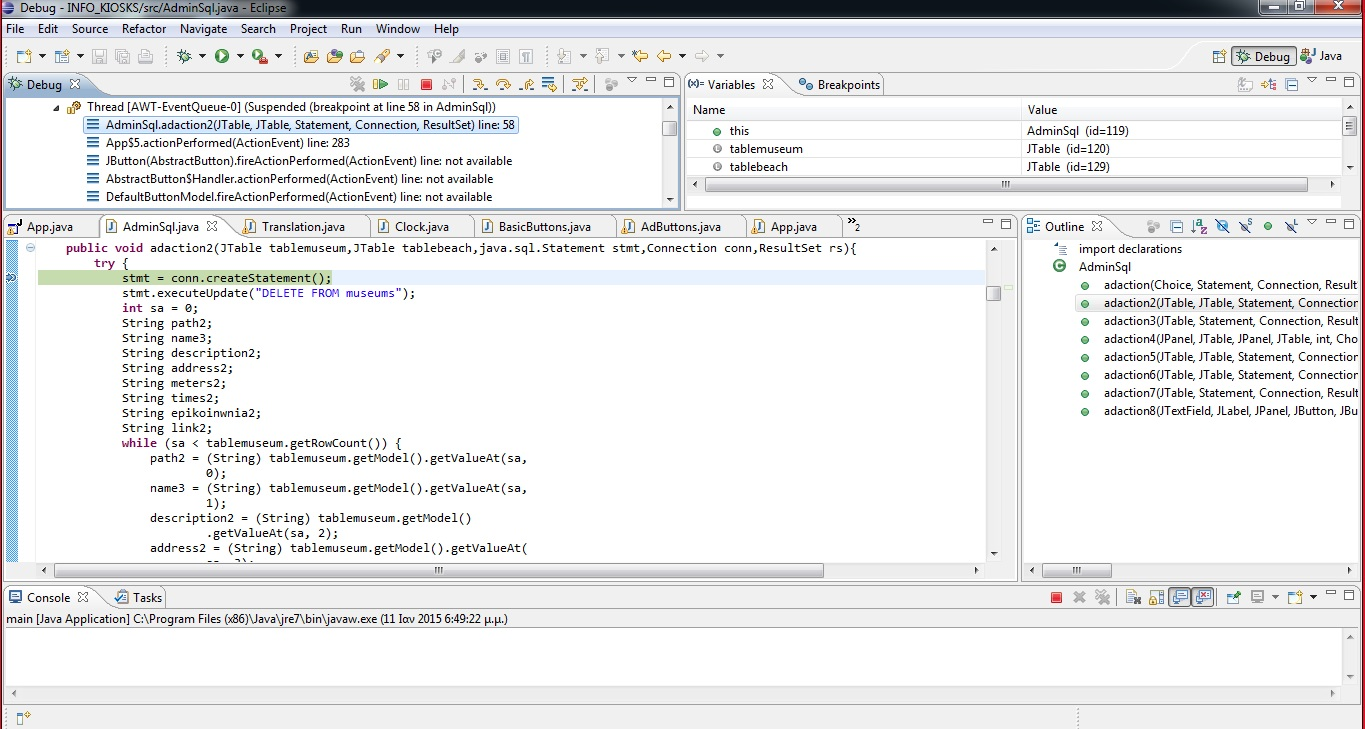 Debug - INFO_KIOSKS/src/AdminSql.java - Eclipse
File Edit Source Refactor Navigate Search Project Run Window Help
Debug Java
Debug
Thread [AWT-EventQueue-0] (Suspended (breakpoint at line 58 in AdminSql))
AdminSql.adaction2(JTable, JTable, Statement, Connection, ResultSet) line: 58
App$5.actionPerformed(ActionEvent) line: 283
JButton(AbstractButton).fireActionPerformed(ActionEvent) line: not available
AbstractButton$Handler.actionPerformed(ActionEvent) line: not available
DefaultButtonModel.fireActionPerformed(ActionEvent) line: not available
(x)= Variables Breakpoints
Name Value
this AdminSql (id=119)
tablemuseum JTable (id=120)
tablebeach JTable (id=129)
App.java AdminSql.java Translation.java Clock.java BasicButtons.java AdButtons.java App.java »2
public void adaction2(JTable tablemuseum,JTable tablebeach,java.sql.Statement stmt,Connection conn,ResultSet rs){
try {
stmt = conn.createStatement();
stmt.executeUpdate("DELETE FROM museums");
int sa = 0;
String path2;
String name3;
String description2;
String address2;
String meters2;
String times2;
String epikoinwnia2;
String link2;
while (sa < tablemuseum.getRowCount()) {
path2 = (String) tablemuseum.getModel().getValueAt(sa,
0);
name3 = (String) tablemuseum.getModel().getValueAt(sa,
1);
description2 = (String) tablemuseum.getModel()
.getValueAt(sa, 2);
address2 = (String) tablemuseum.getModel().getValueAt(
Outline
import declarations
AdminSql
adaction(Choice, Statement, Connection, Result
adaction2(JTable, JTable, Statement, Connection
adaction3(JTable, Statement, Connection, Result
adaction4(JPanel, JTable, JPanel, JTable, int, Cho
adaction5(JTable, JTable, Statement, Connection
adaction6(JTable, JTable, Statement, Connection
adaction7(JTable, Statement, Connection, Result
adaction8(JTextField, JLabel, JPanel, JButton, JBu
Console Tasks
main [Java Application] C:\Program Files (x86)\Java\jre7\bin\javaw.exe (11 Ιαν 2015 6:49:22 μ.μ.)